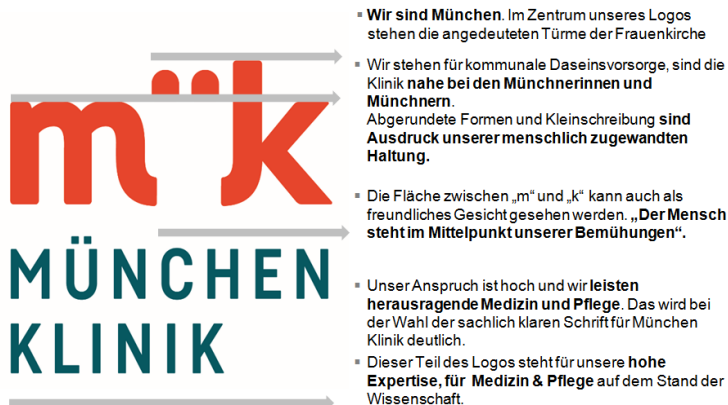 ▪ Wir sind München. Im Zentrum unseres Logos
stehen die angedeuteten Türme der Frauenkirche
▪ Wir stehen für kommunale Daseinsvorsorge, sind die
Klinik nahe bei den Münchnerinnen und
Münchnern.
Abgerundete Formen und Kleinschreibung sind
Ausdruck unserer menschlich zugewandten
Haltung.
▪ Die Fläche zwischen „m“ und „k“ kann auch als
freundliches Gesicht gesehen werden. „Der Mensch
steht im Mittelpunkt unserer Bemühungen“.
▪ Unser Anspruch ist hoch und wir leisten
herausragende Medizin und Pflege. Das wird bei
der Wahl der sachlich klaren Schrift für München
Klinik deutlich.
▪ Dieser Teil des Logos steht für unsere hohe
Expertise, für Medizin & Pflege auf dem Stand der
Wissenschaft.
m̈k
MÜNCHEN
KLINIK